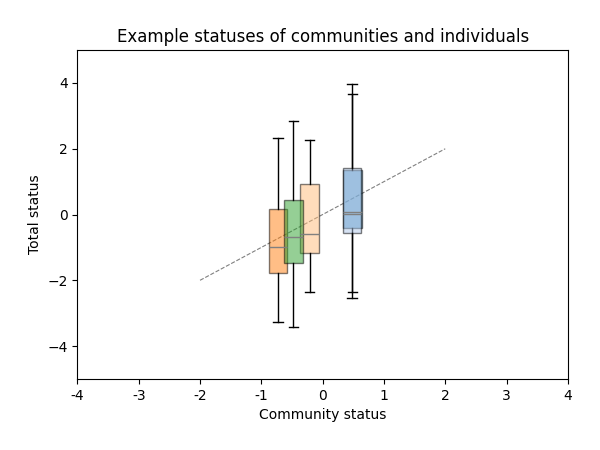 Example statuses of communities and individuals
Total status
4
2
0
−2
−4
-4 -3 -2 -1 0 1 2 3 4
Community status